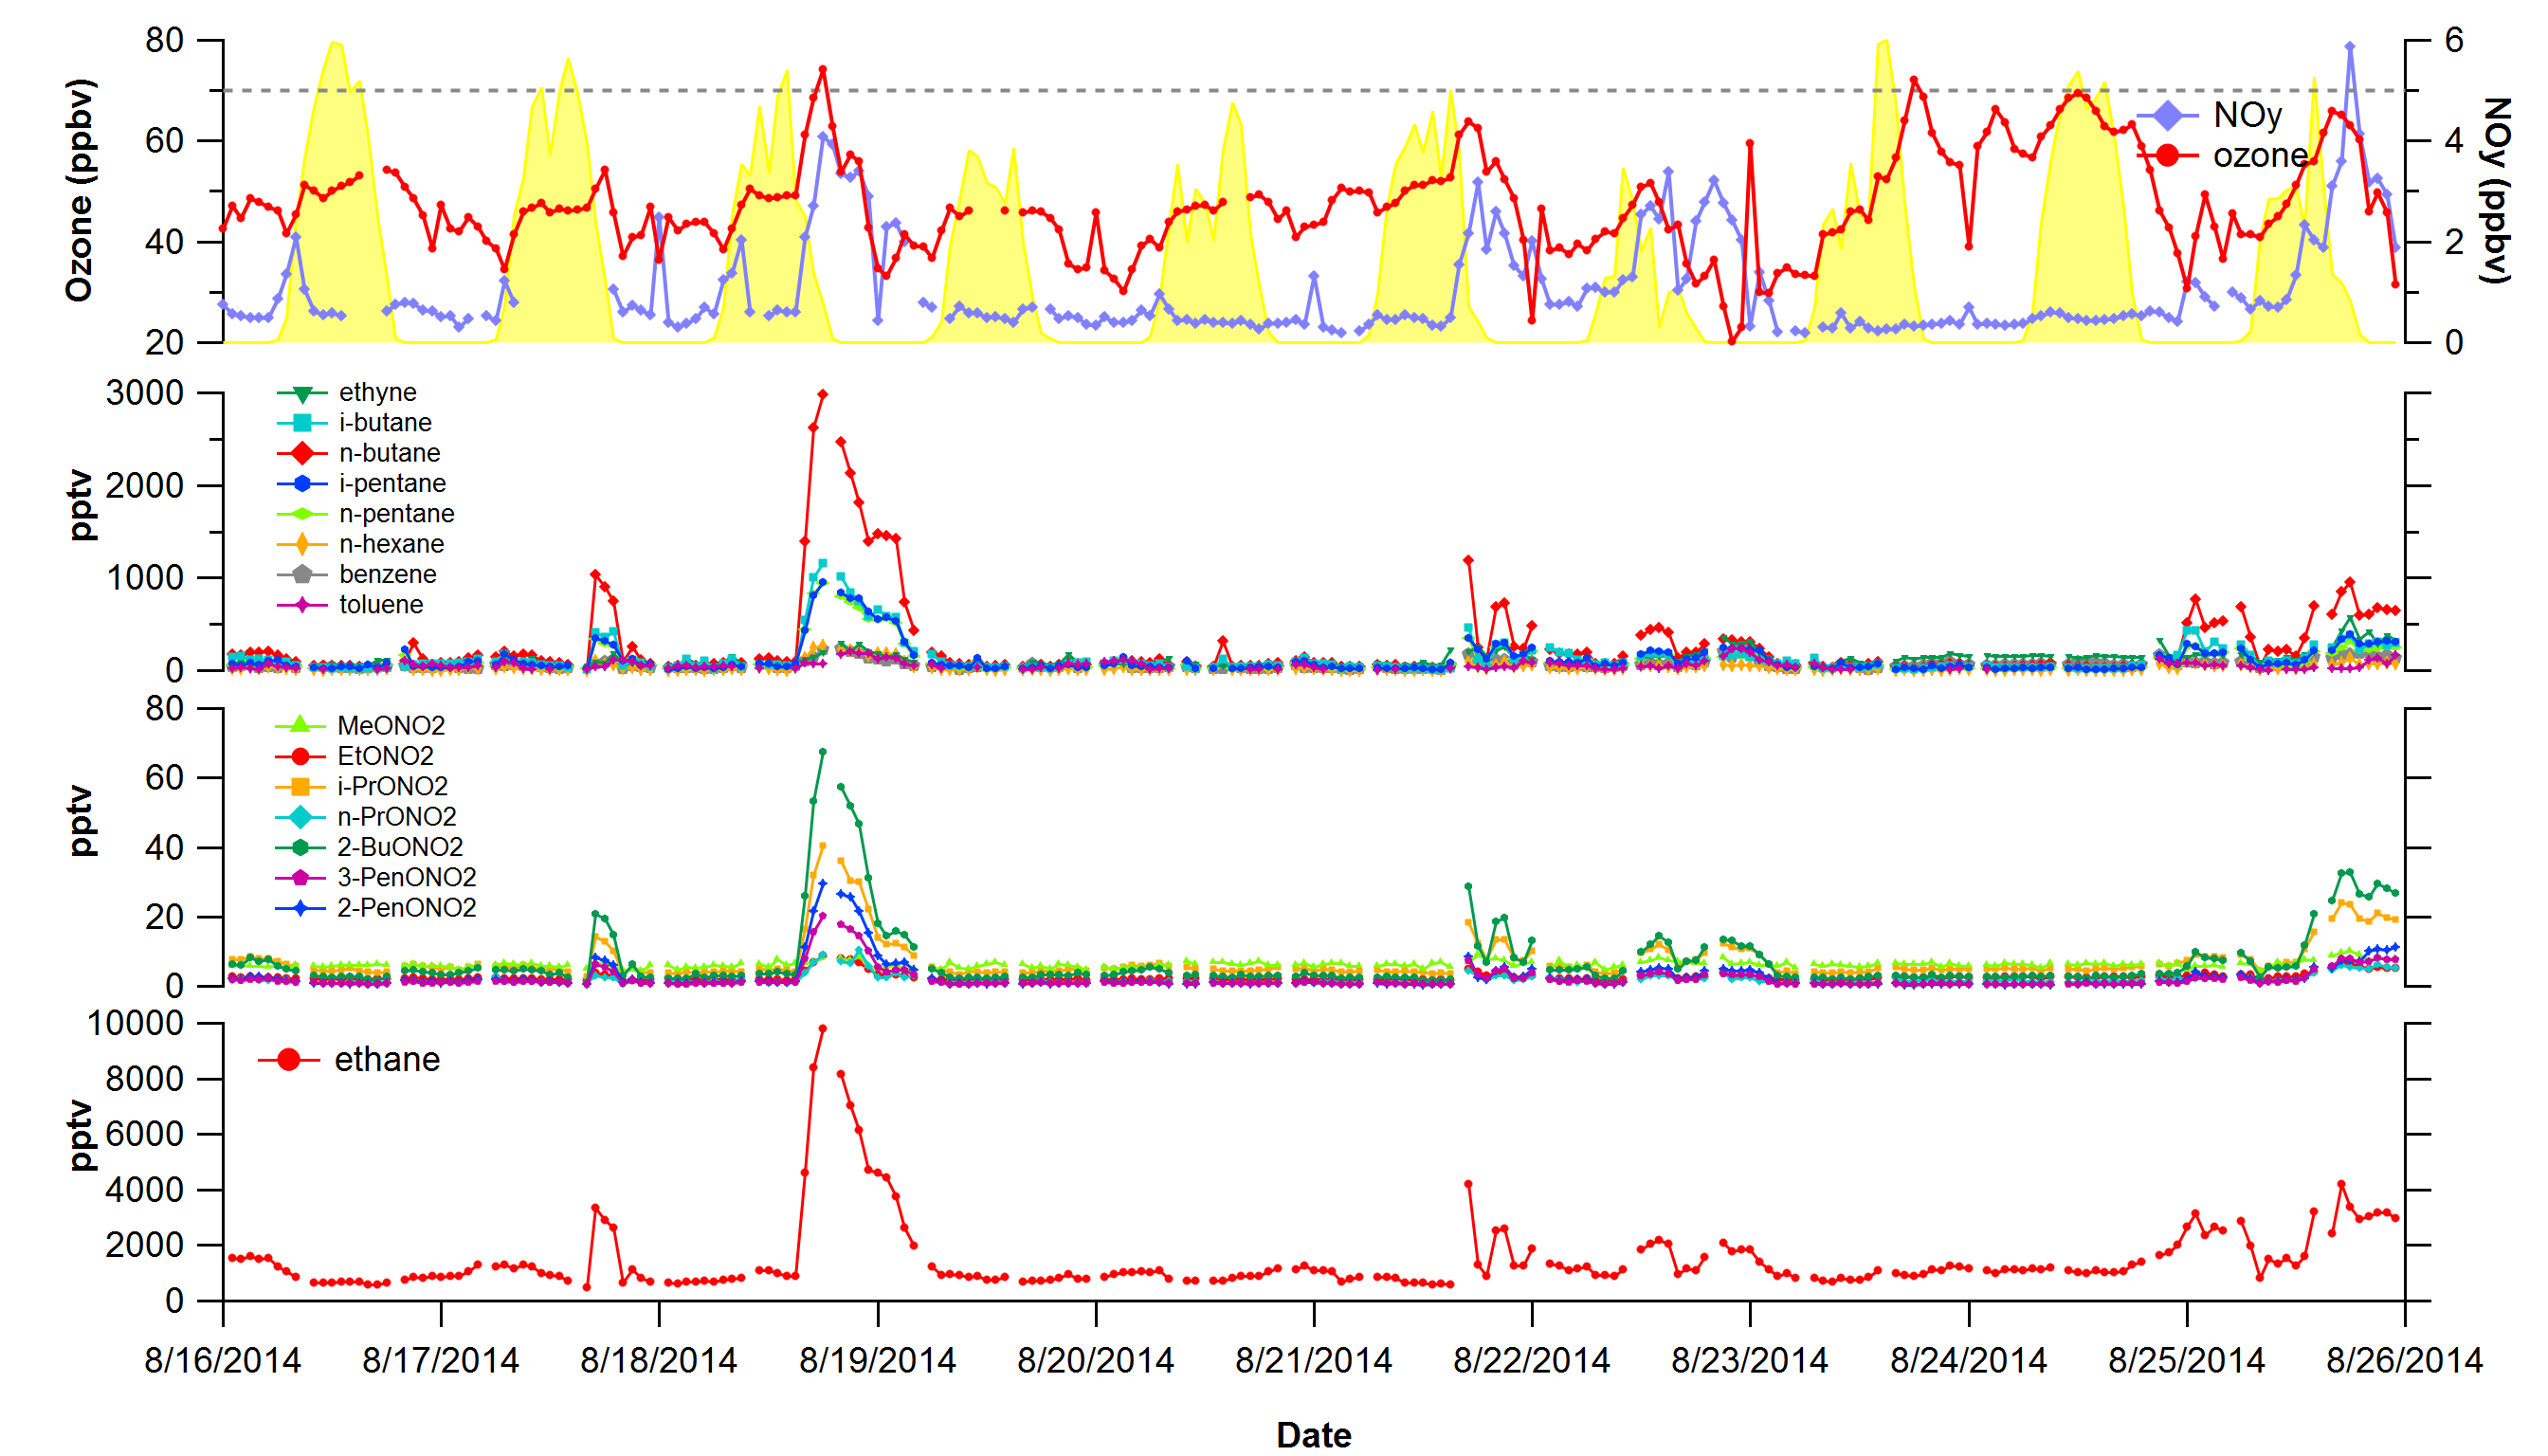 80
60
40
20
Ozone (ppbv)
6
4
2
0
NOy (ppbv)
NOy
ozone
3000
2000
1000
0
pptv
ethyne
i-butane
n-butane
i-pentane
n-pentane
n-hexane
benzene
toluene
80
60
40
20
0
pptv
MeONO2
EtONO2
i-PrONO2
n-PrONO2
2-BuONO2
3-PenONO2
2-PenONO2
10000
8000
6000
4000
2000
0
pptv
ethane
8/16/2014 8/17/2014 8/18/2014 8/19/2014 8/20/2014 8/21/2014 8/22/2014 8/23/2014 8/24/2014 8/25/2014 8/26/2014
Date